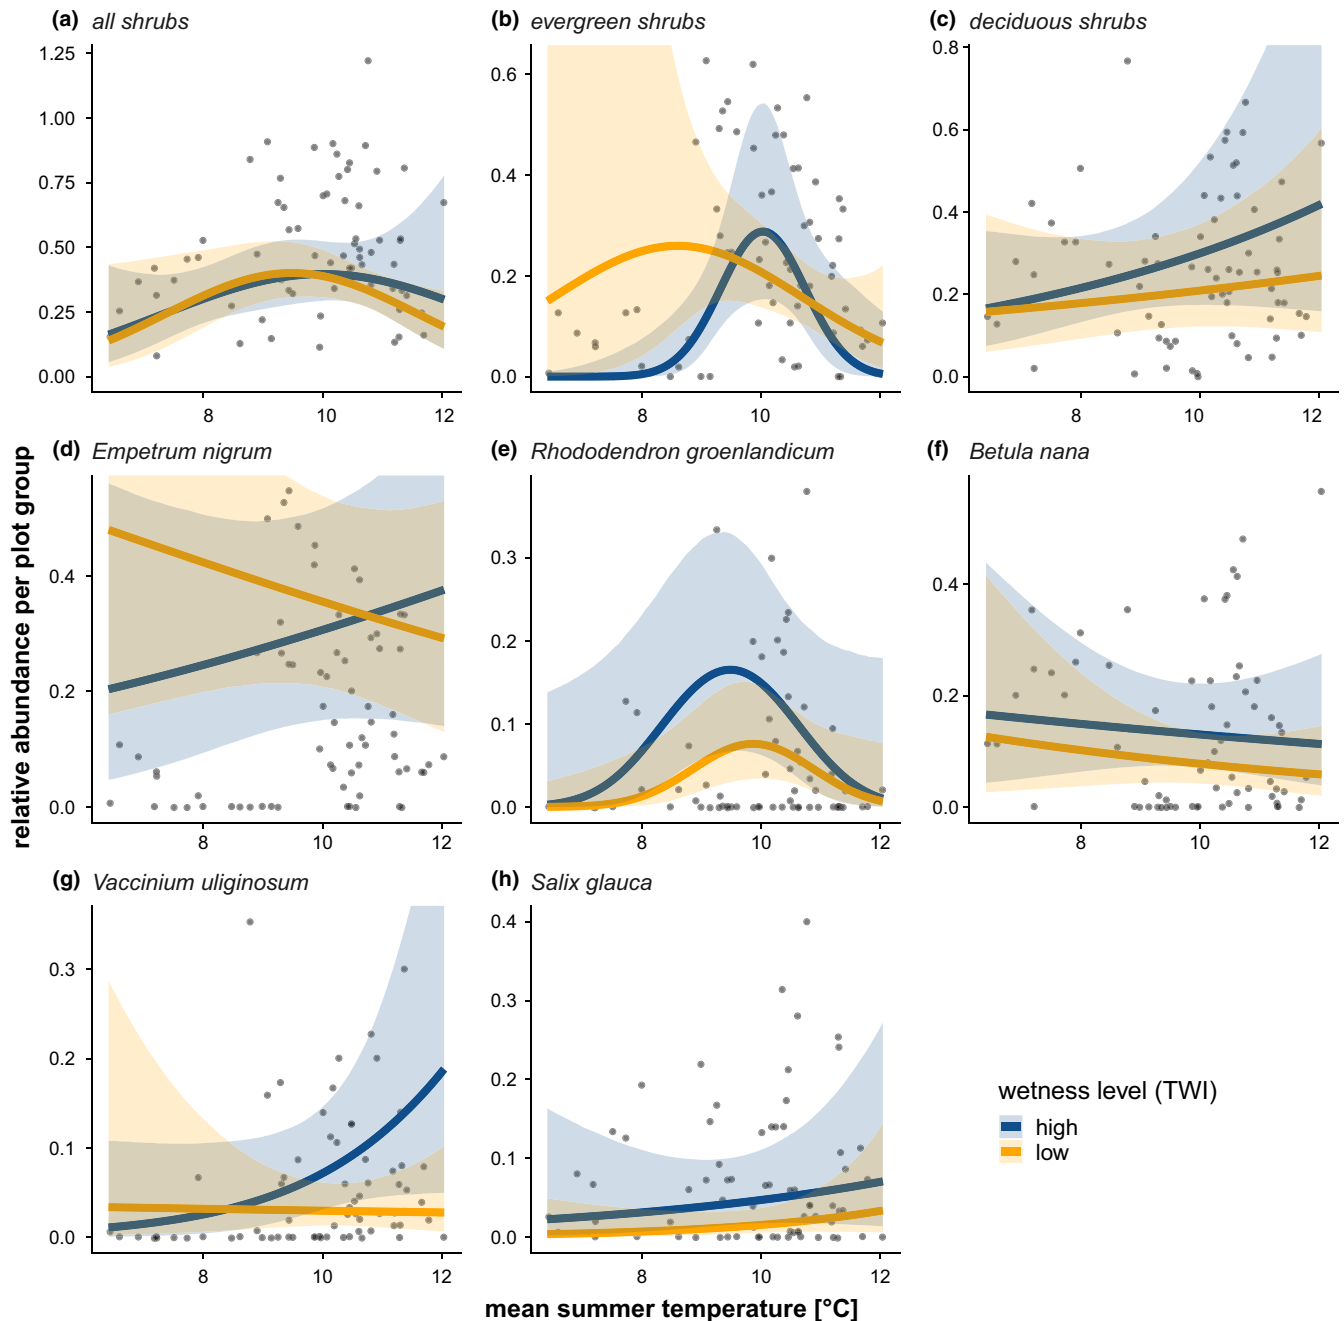 (a) all shrubs
(b) evergreen shrubs
(c) deciduous shrubs
1.25
1.00
0.75
0.50
0.25
0.00
8 10 12
0.6
0.4
0.2
0.0
8 10 12
0.8
0.6
0.4
0.2
0.0
8 10 12
relative abundance per plot group
(d) Empetrum nigrum
(e) Rhododendron groenlandicum
(f) Betula nana
0.4
0.2
0.0
8 10 12
0.3
0.2
0.1
0.0
8 10 12
0.4
0.2
0.0
8 10 12
(g) Vaccinium uliginosum
(h) Salix glauca
0.3
0.2
0.1
0.0
8 10 12
0.4
0.3
0.2
0.1
0.0
8 10 12
wetness level (TWI)
high
low
mean summer temperature [°C]